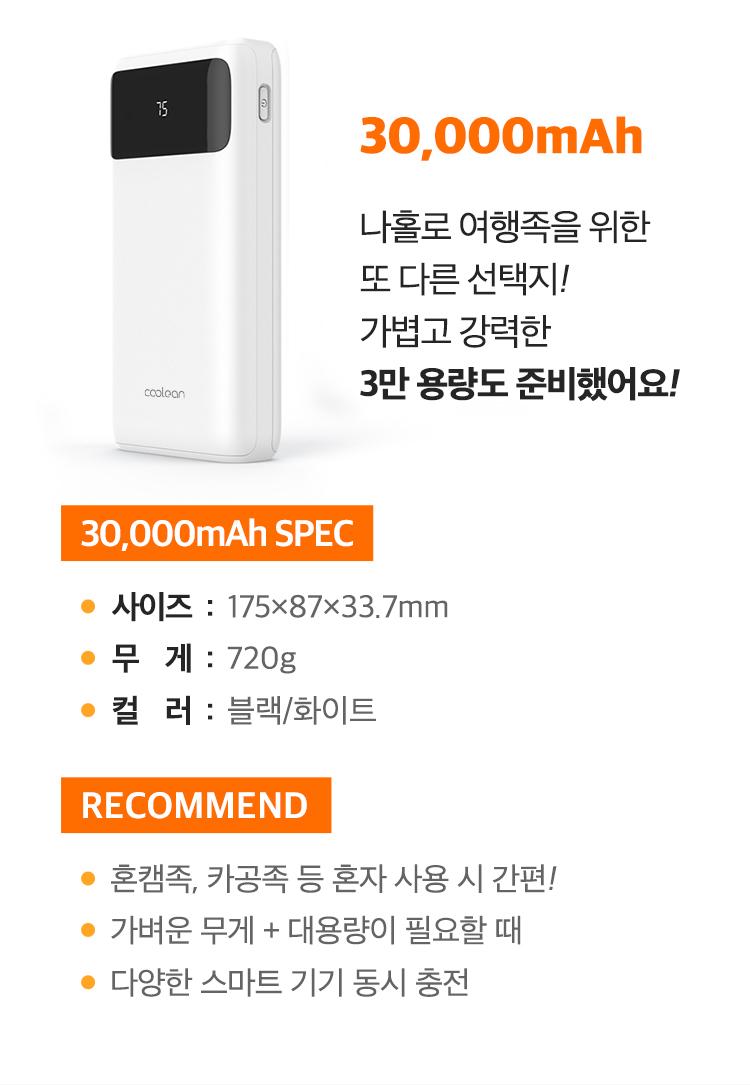 75
coolean
30,000mAh
나홀로 여행족을 위한
또 다른 선택지!
가볍고 강력한
3만 용량도 준비했어요!
30,000mAh SPEC
사이즈 : 175×87×33.7mm
무 게 : 720g
컬 러 : 블랙/화이트
RECOMMEND
혼캠족, 카공족 등 혼자 사용 시 간편!
가벼운 무게 + 대용량이 필요할 때
다양한 스마트 기기 동시 충전